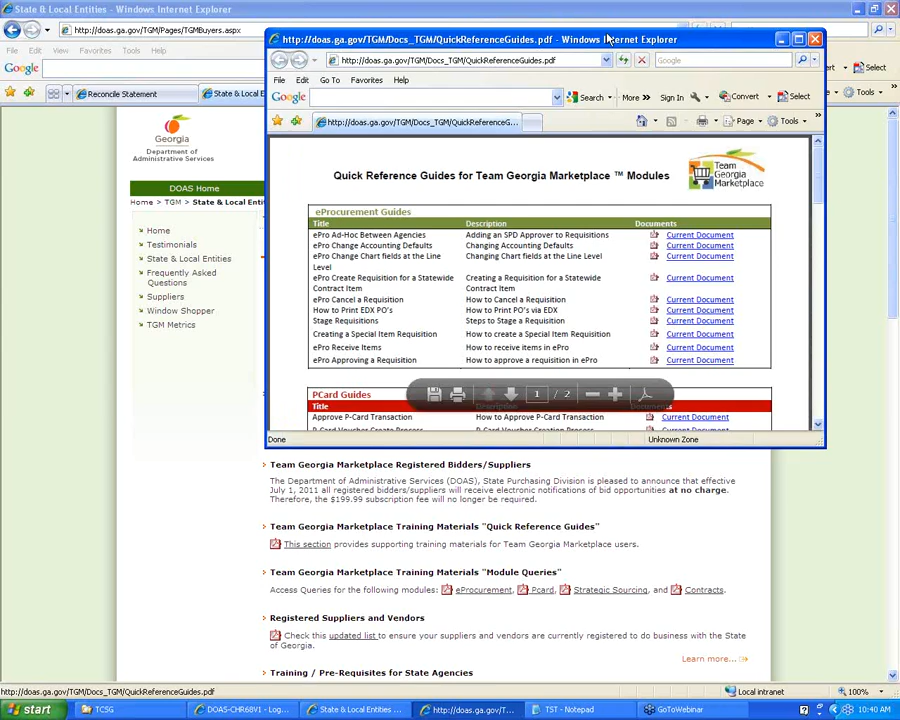 State & Local Entities - Windows Internet Explorer
http://doas.ga.gov/TGM/Pages/TGMBuyers.aspx
File Edit View Favorites Tools Help
Google
Select
Reconcile Statement
State & Local E
Tools
http://doas.ga.gov/TGM/Docs_TGM/QuickReferenceGuides.pdf - Windows Internet Explorer
http://doas.ga.gov/TGM/Docs_TGM/QuickReferenceGuides.pdf
Google
File Edit Go To Favorites Help
Google
Search More » Sign In Convert Select
http://doas.ga.gov/TGM/Docs_TGM/QuickReferenceG...
Page Tools
Georgia
Department of
Administrative Services
DOAS Home
Home > TGM > State & Local Entit
Home
Testimonials
State & Local Entities
Frequently Asked
Questions
Suppliers
Window Shopper
TGM Metrics
Quick Reference Guides for Team Georgia Marketplace ™ Modules
Team
Georgia
Marketplace
eProcurement Guides
Title Description Documents
ePro Ad-Hoc Between Agencies Adding an SPD Approver to Requisitions Current Document
ePro Change Accounting Defaults Changing Accounting Defaults Current Document
ePro Change Chart fields at the Line Changing Chart fields at the Line Level Current Document
Level
ePro Create Requisition for a Statewide Creating a Requisition for a Statewide Current Document
Contract Item Contract Item
ePro Cancel a Requisition How to Cancel a Requisition Current Document
How to Print EDX PO's How to Print PO's via EDX Current Document
Stage Requisitions Steps to Stage a Requisition Current Document
Creating a Special Item Requisition How to create a Special Item Requisition Current Document
ePro Receive Items How to receive items in ePro Current Document
ePro Approving a Requisition How to approve a requisition in ePro Current Document
PCard Guides
1 / 2
Title
Approve P-Card Transaction How to Approve P-Card Transaction Current Document
P-Card Voucher Create Process
Done Unknown Zone
Team Georgia Marketplace Registered Bidders/Suppliers
The Department of Administrative Services (DOAS), State Purchasing Division is pleased to announce that effective
July 1, 2011 all registered bidders/suppliers will receive electronic notifications of bid opportunities at no charge.
Therefore, the $199.99 subscription fee will no longer be required.
Team Georgia Marketplace Training Materials "Quick Reference Guides"
This section provides supporting training materials for Team Georgia Marketplace users.
Team Georgia Marketplace Training Materials "Module Queries"
Access Queries for the following modules: eProcurement, Pcard, Strategic Sourcing, and Contracts.
Registered Suppliers and Vendors
Check this updated list to ensure your suppliers and vendors are currently registered to do business with the State
of Georgia.
Learn more...
Training / Pre-Requisites for State Agencies
http://doas.ga.gov/TGM/Docs_TGM/QuickReferenceGuides.pdf Local intranet 100%
start TCSG DOAS-CHR68V1 - Log... State & Local Entities ... http://doas.ga.gov/T... TST - Notepad GoToWebinar 10:40 AM